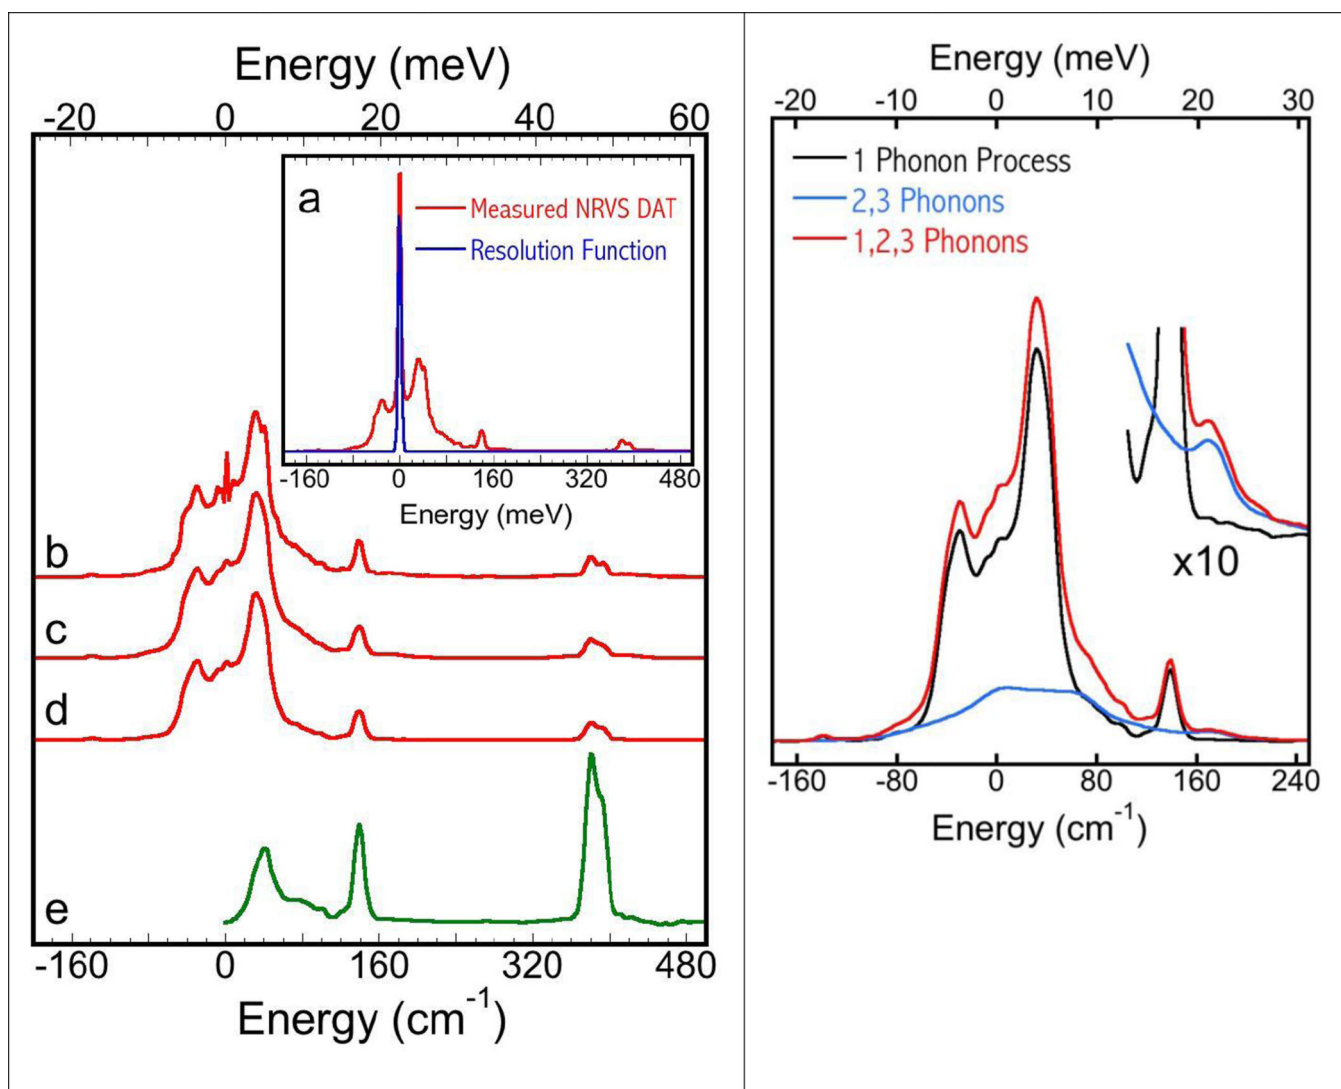 Energy (meV)
-20 0 20 40 60
a
Measured NRVS DAT
Resolution Function
-160 0 160 320 480
Energy (meV)
b
c
d
e
-160 0 160 320 480
Energy (cm-1)
Energy (meV)
-20 -10 0 10 20 30
1 Phonon Process
2,3 Phonons
1,2,3 Phonons
x10
-160 -80 0 80 160 240
Energy (cm-1)